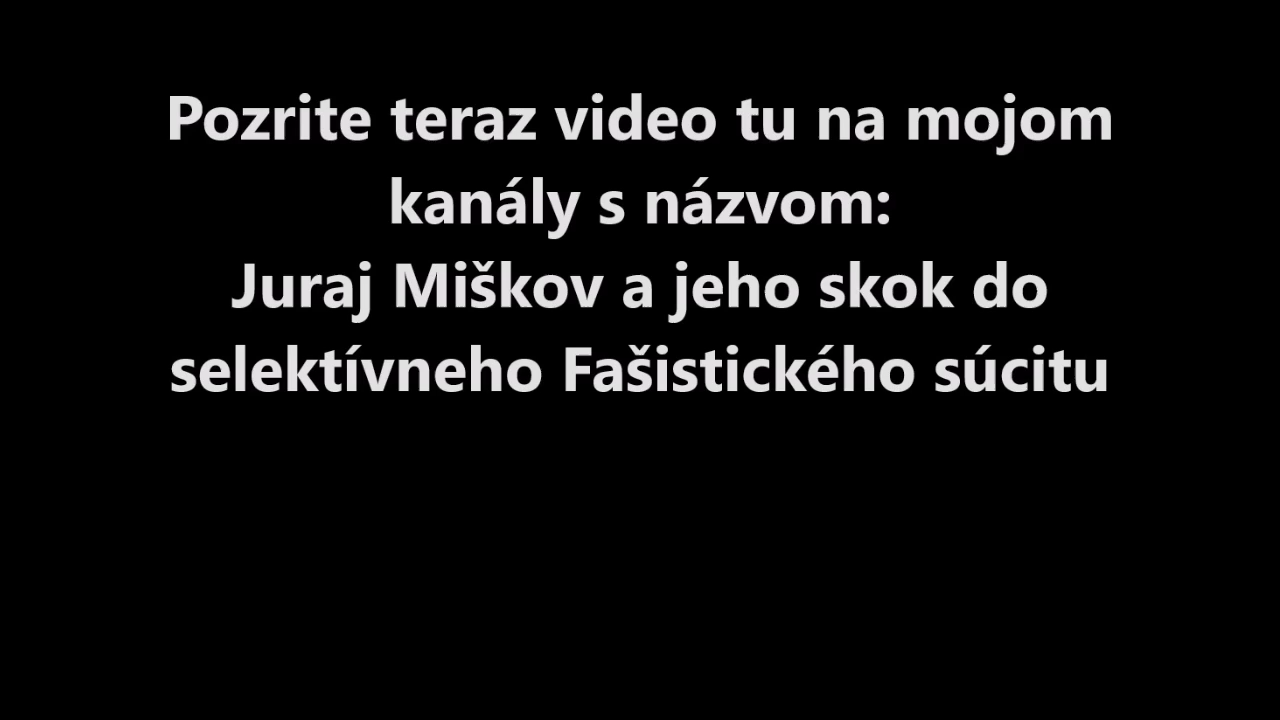 Pozrite teraz video tu na mojom
kanály s názvom:
Juraj Miškov a jeho skok do
selektívneho Fašistického súcitu